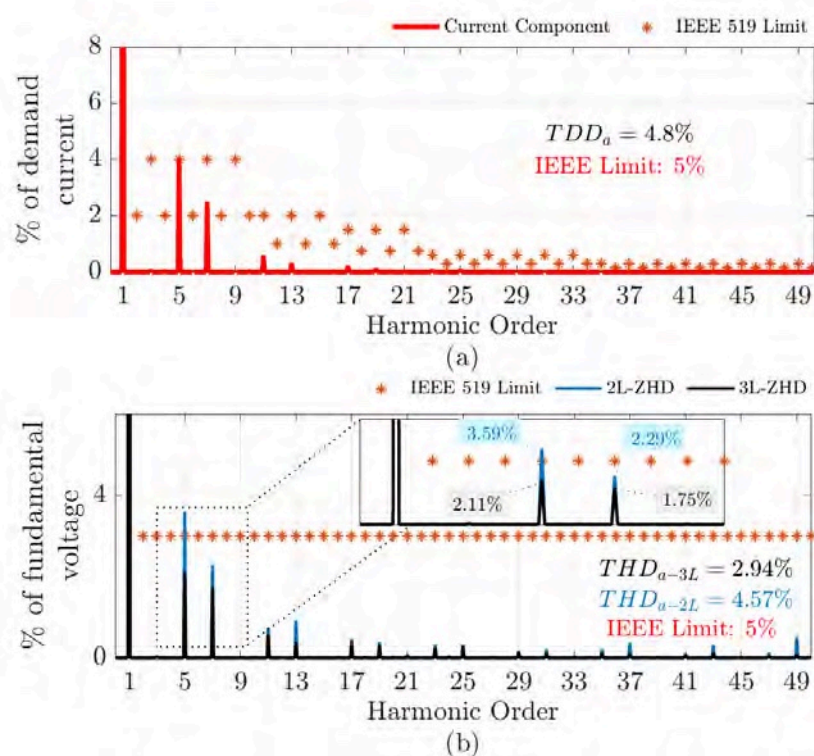 Current Component
IEEE 519 Limit
8
6
4
2
0
% of demand
current
TDD_a = 4.8%
IEEE Limit: 5%
1 5 9 13 17 21 25 29 33 37 41 45 49
Harmonic Order
(a)
IEEE 519 Limit
2L-ZHD
3L-ZHD
4
0
% of fundamental
voltage
3.59%
2.29%
2.11%
1.75%
THD_{a-3L} = 2.94%
THD_{a-2L} = 4.57%
IEEE Limit: 5%
1 5 9 13 17 21 25 29 33 37 41 45 49
Harmonic Order
(b)